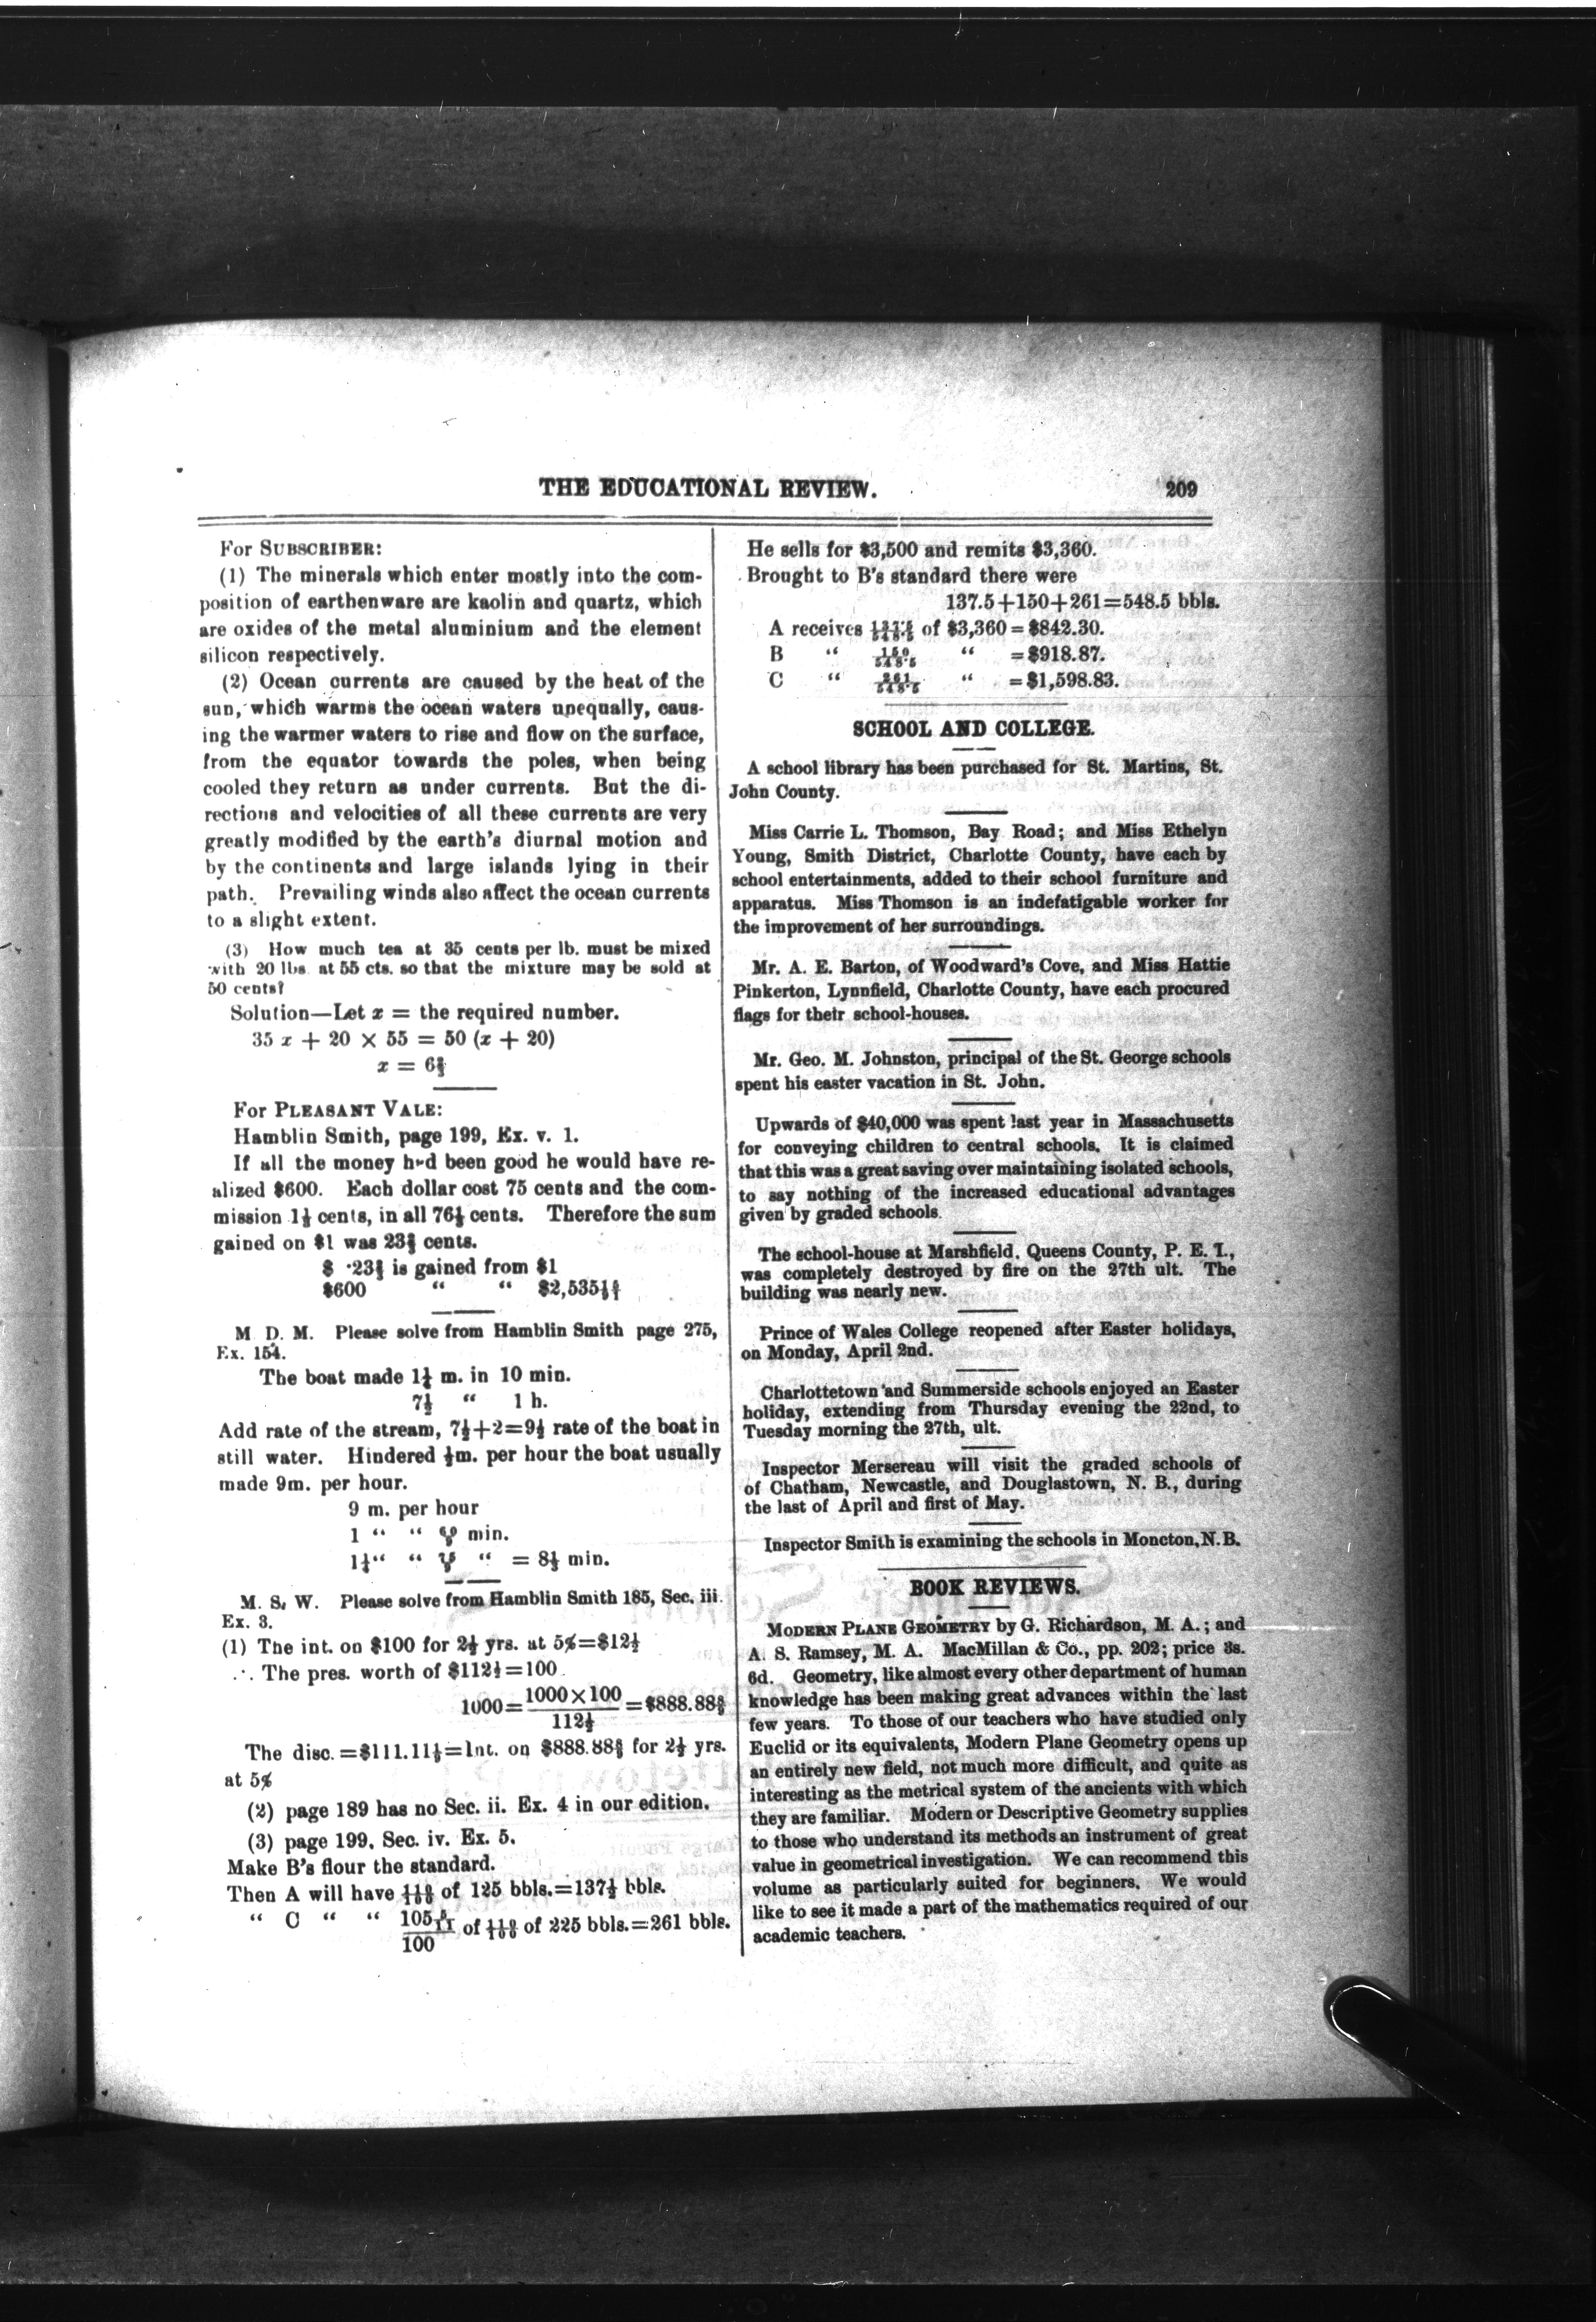 THE EDUCATIONAL REVIEW.
209
For SUBSCRIBER:
(1) The minerals which enter mostly into the com-
position of earthenware are kaolin and quartz, which
are oxides of the metal aluminium and the element
silicon respectively.
(2) Ocean currents are caused by the heat of the
sun, which warms the ocean waters unequally, caus-
ing the warmer waters to rise and flow on the surface,
from the equator towards the poles, when being
cooled they return as under currents. But the di-
rections and velocities of all these currents are very
greatly modified by the earth's diurnal motion and
by the continents and large islands lying in their
path. Prevailing winds also affect the ocean currents
to a slight extent.
(3) How much tea at 35 cents per lb. must be mixed
with 20 lbs. at 55 cts. so that the mixture may be sold at
50 cents?
Solution—Let x = the required number.
35 x + 20 × 55 = 50 (x + 20)
x = 6⅔
For PLEASANT VALE:
Hamblin Smith, page 199, Ex. v. 1.
If all the money had been good he would have re-
alized $600. Each dollar cost 75 cents and the com-
mission 1½ cents, in all 76½ cents. Therefore the sum
gained on $1 was 23⅔ cents.
$ ·23⅔ is gained from $1
$600 “ “ $2,535
M D. M. Please solve from Hamblin Smith page 275,
Ex. 154.
The boat made 1¼ m. in 10 min.
7½ “ 1 h.
Add rate of the stream, 7½+2=9½ rate of the boat in
still water. Hindered ½m. per hour the boat usually
made 9m. per hour.
9 m. per hour
1 “ “ 60/9 min.
1¼“ “ 75/9 “ = 8⅓ min.
M. S. W. Please solve from Hamblin Smith 185, Sec. iii.
Ex. 3.
(1) The int. on $100 for 2½ yrs. at 5%=$12½
∴ The pres. worth of $112½=100
1000= 1000×100/112½ =$888.88⅔
The disc.=$111.11⅓=Int. on $888.88⅔ for 2½ yrs.
at 5%
(2) page 189 has no Sec. ii. Ex. 4 in our edition.
(3) page 199, Sec. iv. Ex. 5.
Make B's flour the standard.
Then A will have 110/100 of 125 bbls.=137½ bbls.
“ C “ “ 105 5/11 / 100 of 110/100 of 225 bbls.=261 bbls.
He sells for $3,500 and remits $3,360.
Brought to B's standard there were
137.5+150+261=548.5 bbls.
A receives 137.5/548.5 of $3,360=$842.30.
B “ 150/548.5 “ =$918.87.
C “ 261/548.5 “ =$1,598.83.
SCHOOL AND COLLEGE.
A school library has been purchased for St. Martins, St.
John County.
Miss Carrie L. Thomson, Bay Road; and Miss Ethelyn
Young, Smith District, Charlotte County, have each by
school entertainments, added to their school furniture and
apparatus. Miss Thomson is an indefatigable worker for
the improvement of her surroundings.
Mr. A. E. Barton, of Woodward's Cove, and Miss Hattie
Pinkerton, Lynnfield, Charlotte County, have each procured
flags for their school-houses.
Mr. Geo. M. Johnston, principal of the St. George schools
spent his easter vacation in St. John.
Upwards of $40,000 was spent last year in Massachusetts
for conveying children to central schools. It is claimed
that this was a great saving over maintaining isolated schools,
to say nothing of the increased educational advantages
given by graded schools.
The school-house at Marshfield, Queens County, P. E. I.,
was completely destroyed by fire on the 27th ult. The
building was nearly new.
Prince of Wales College reopened after Easter holidays,
on Monday, April 2nd.
Charlottetown and Summerside schools enjoyed an Easter
holiday, extending from Thursday evening the 22nd, to
Tuesday morning the 27th, ult.
Inspector Mersereau will visit the graded schools of
of Chatham, Newcastle, and Douglastown, N. B., during
the last of April and first of May.
Inspector Smith is examining the schools in Moncton, N. B.
BOOK REVIEWS.
MODERN PLANE GEOMETRY by G. Richardson, M. A.; and
A. S. Ramsey, M. A. MacMillan & Co., pp. 202; price 3s.
6d. Geometry, like almost every other department of human
knowledge has been making great advances within the last
few years. To those of our teachers who have studied only
Euclid or its equivalents, Modern Plane Geometry opens up
an entirely new field, not much more difficult, and quite as
interesting as the metrical system of the ancients with which
they are familiar. Modern or Descriptive Geometry supplies
to those who understand its methods an instrument of great
value in geometrical investigation. We can recommend this
volume as particularly suited for beginners. We would
like to see it made a part of the mathematics required of our
academic teachers.